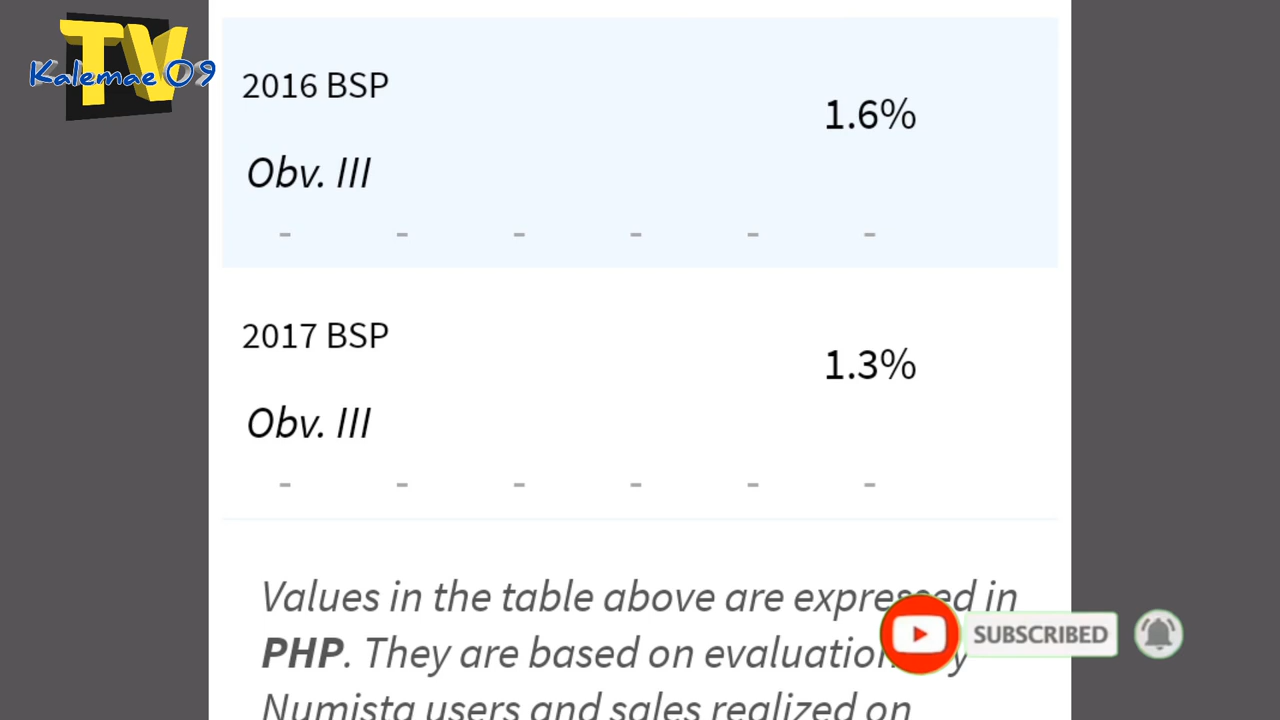 TV
Kalemae 09
2016 BSP
1.6%
Obv. III
- - - - - -
2017 BSP
1.3%
Obv. III
- - - - - -
Values in the table above are expressed in
PHP. They are based on evaluation
Numista users and sales realized on
SUBSCRIBED